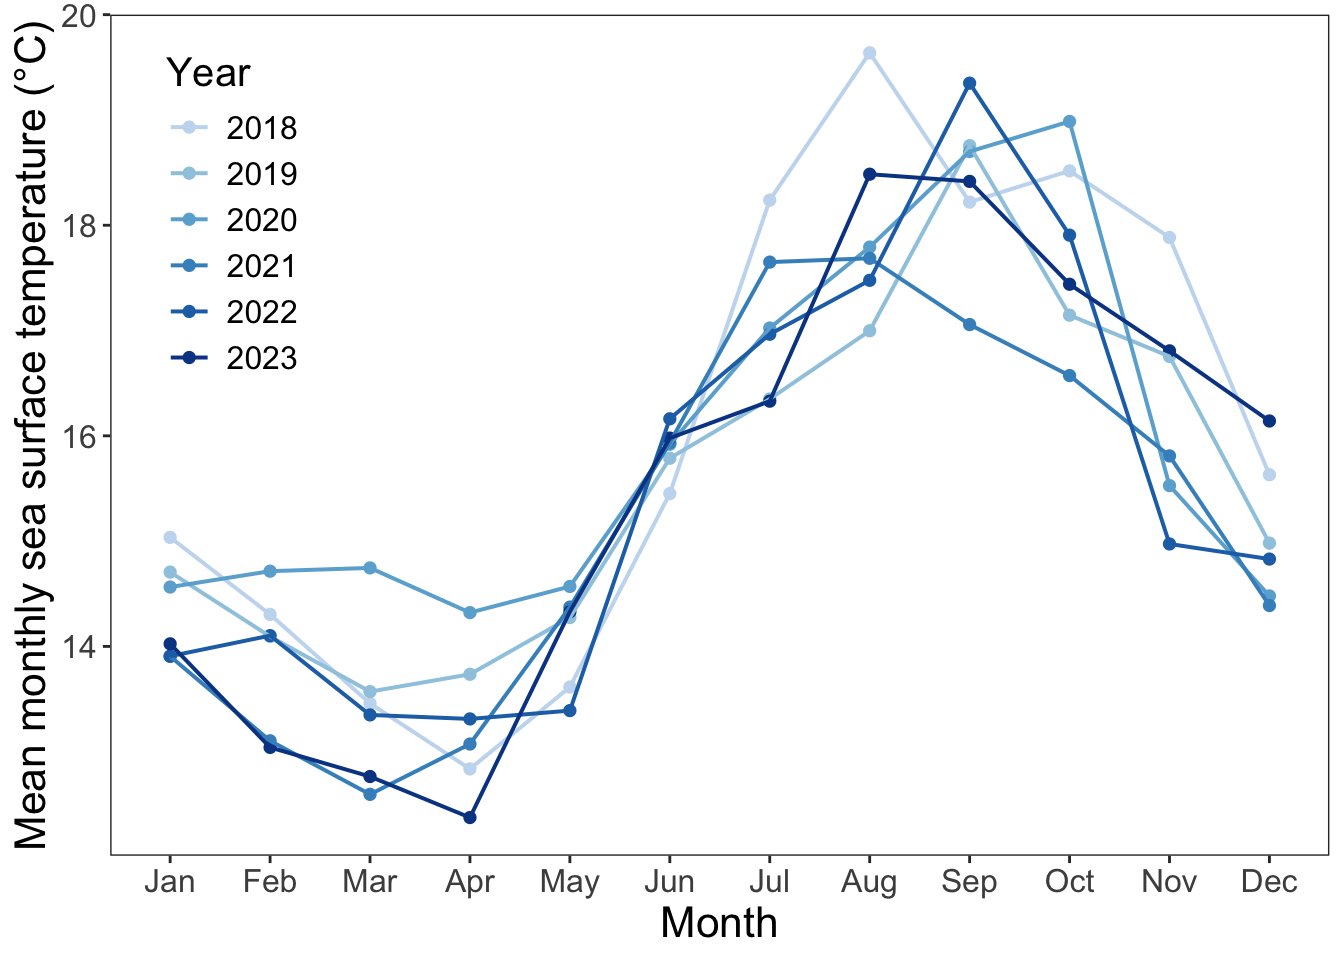 Mean monthly sea surface temperature (°C)
20
18
16
14
Year
2018
2019
2020
2021
2022
2023
Jan Feb Mar Apr May Jun Jul Aug Sep Oct Nov Dec
Month